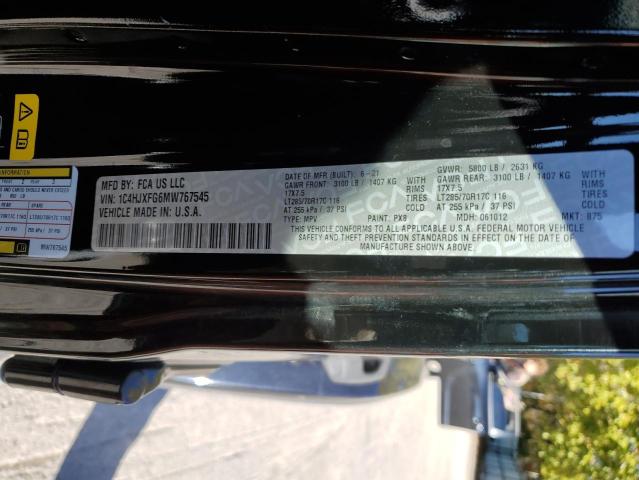 MFD BY: FCA US LLC
VIN: 1C4HJXFG6MW767545
VEHICLE MADE IN: U.S.A.
DATE OF MFR (BUILT): 6-21
GAWR FRONT: 3100 LB / 1407 KG
17X7.5 RIMS
LT285/70R17C 116 TIRES
AT 255 kPa / 37 PSI COLD
TYPE: MPV PAINT: PX8
GVWR: 5800 LB / 2631 KG
GAWR REAR: 3100 LB / 1407 KG
17X7.5 RIMS
LT285/70R17C 116 TIRES
AT 255 kPa / 37 PSI COLD
MDH: 061012 MKT: B75
THIS VEHICLE CONFORMS TO ALL APPLICABLE U.S.A. FEDERAL MOTOR VEHICLE
SAFETY AND THEFT PREVENTION STANDARDS IN EFFECT ON THE DATE OF
MANUFACTURE SHOWN ABOVE.
MW767545